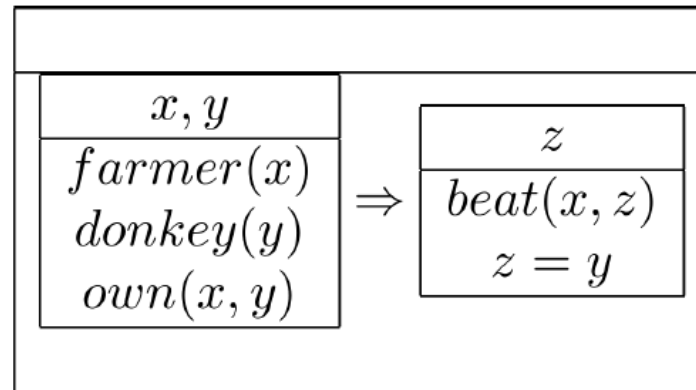 x, y
farmer(x)
donkey(y)
own(x, y)
⇒
z
beat(x, z)
z = y